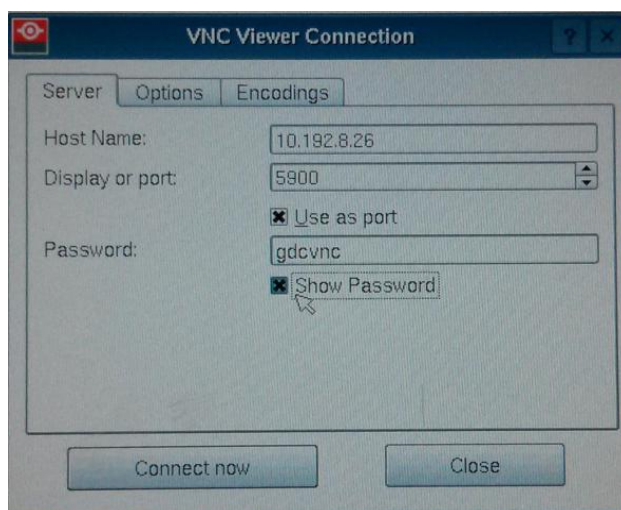 VNC Viewer Connection
Server Options Encodings
Host Name: 10.192.8.26
Display or port: 5900
Use as port
Password: gdcvnc
Show Password
Connect now Close